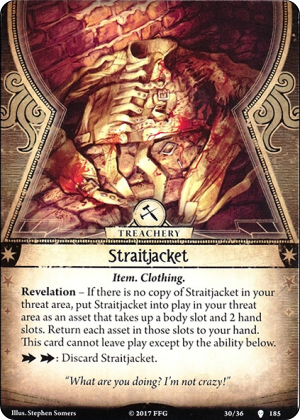 TREACHERY
Straitjacket
Item. Clothing.
Revelation – If there is no copy of Straitjacket in your
threat area, put Straitjacket into play in your threat
area as an asset that takes up a body slot and 2 hand
slots. Return each asset in those slots to your hand.
This card cannot leave play except by the ability below.
: Discard Straitjacket.
“What are you doing? I’m not crazy!”
Illus. Stephen Somers © 2017 FFG 30/36 185